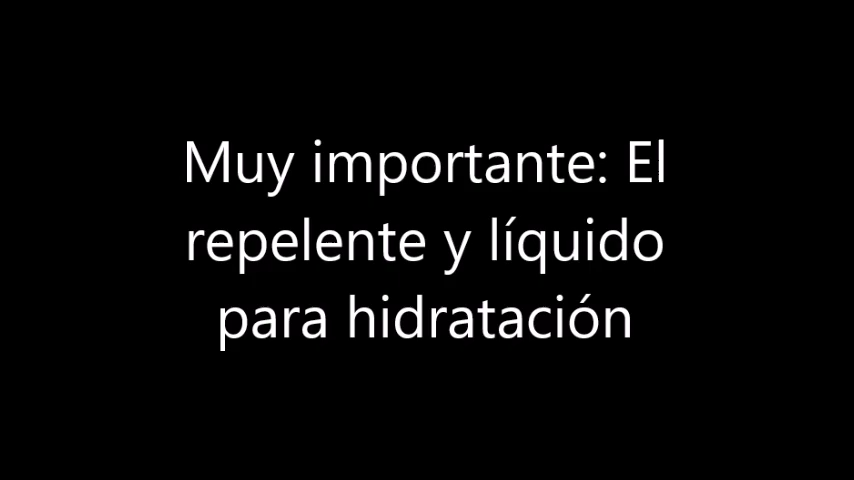 Muy importante: El
repelente y líquido
para hidratación